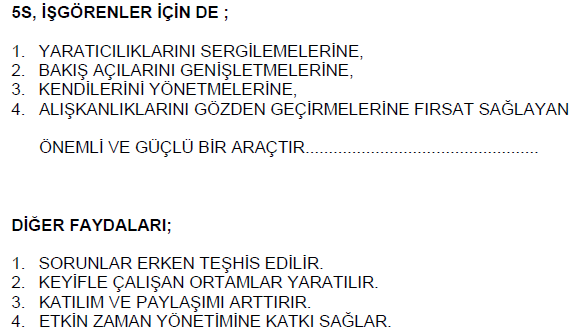 5S, İŞGÖRENLER İÇİN DE ;
1. YARATICILIKLARINI SERGİLEMELERİNE,
2. BAKIŞ AÇILARINI GENİŞLETMELERİNE,
3. KENDİLERİNİ YÖNETMELERİNE,
4. ALIŞKANLIKLARINI GÖZDEN GEÇİRMELERİNE FIRSAT SAĞLAYAN
ÖNEMLİ VE GÜÇLÜ BİR ARAÇTIR...................................................
DİĞER FAYDALARI;
1. SORUNLAR ERKEN TEŞHİS EDİLİR.
2. KEYİFLE ÇALIŞAN ORTAMLAR YARATILIR.
3. KATILIM VE PAYLAŞIMI ARTTIRIR.
4. ETKİN ZAMAN YÖNETİMİNE KATKI SAĞLAR.